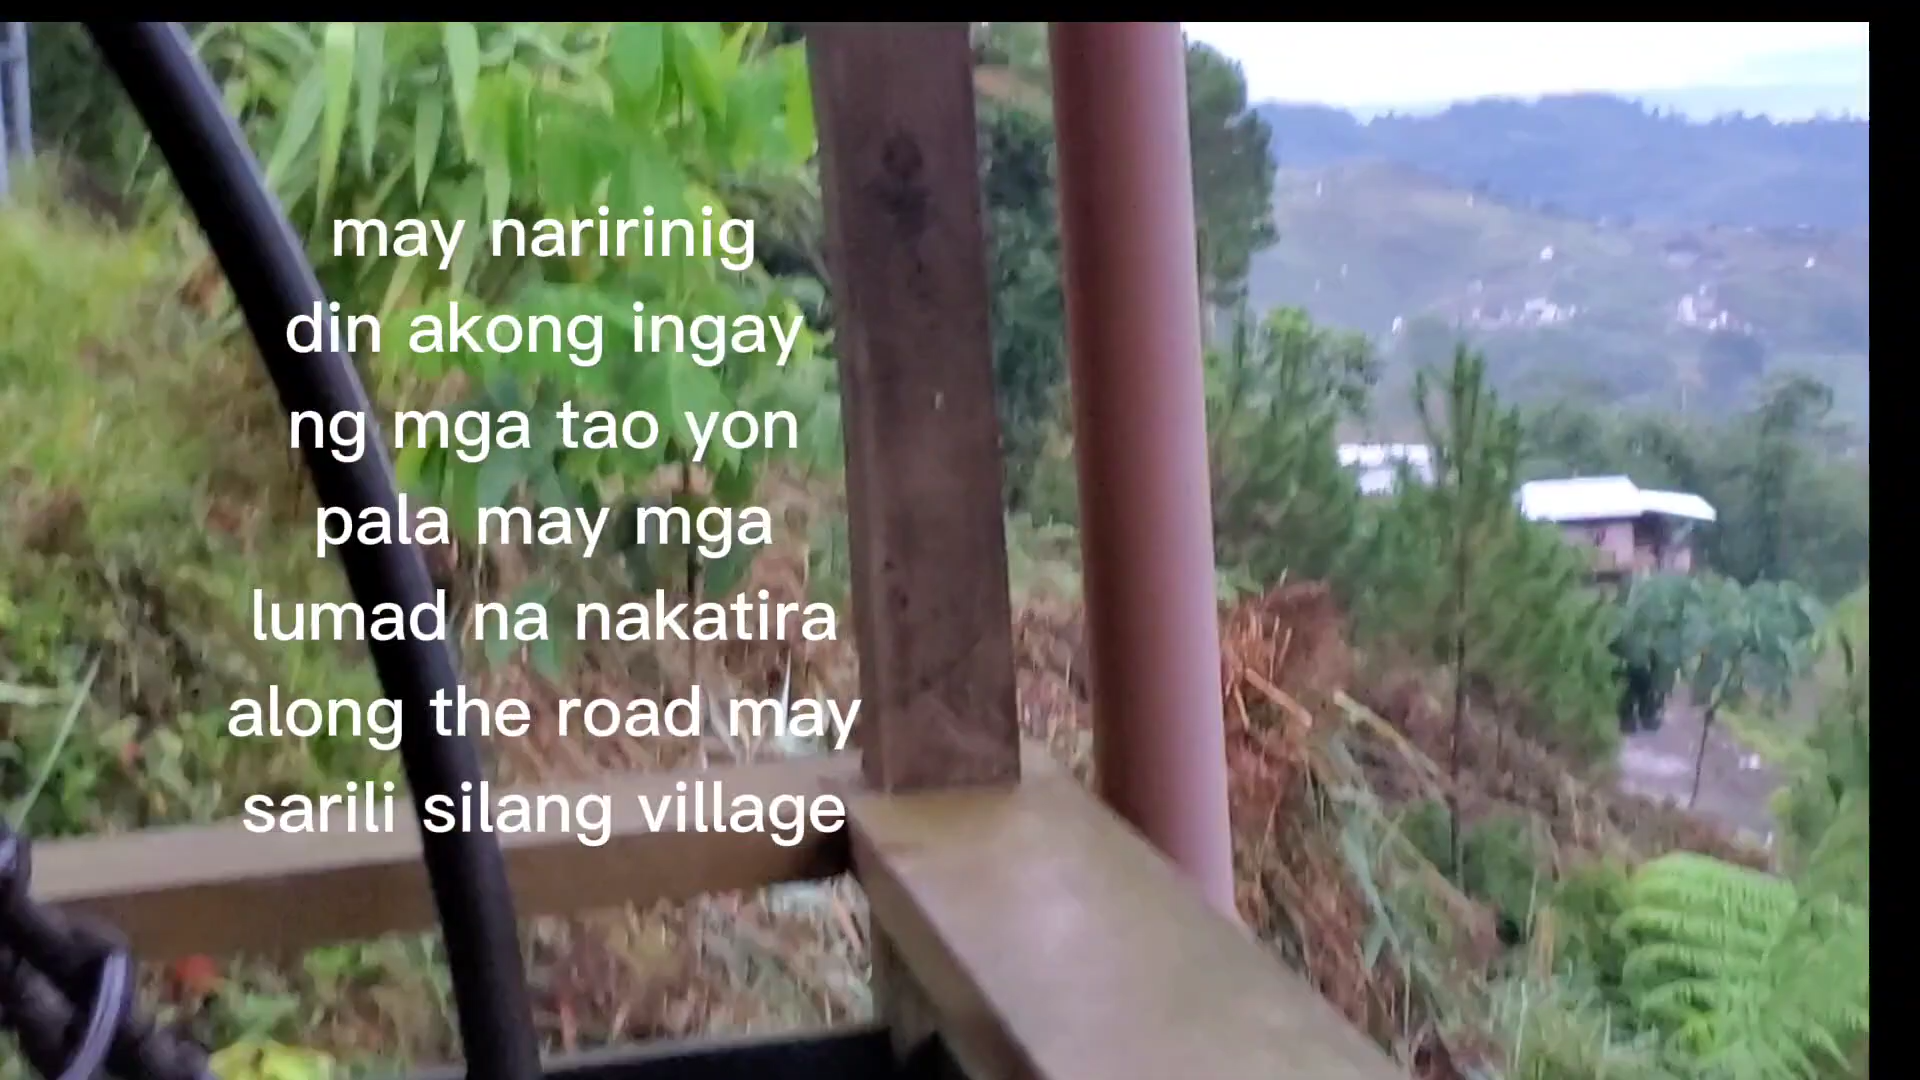 may naririnig
din akong ingay
ng mga tao yon
pala may mga
lumad na nakatira
along the road may
sarili silang village